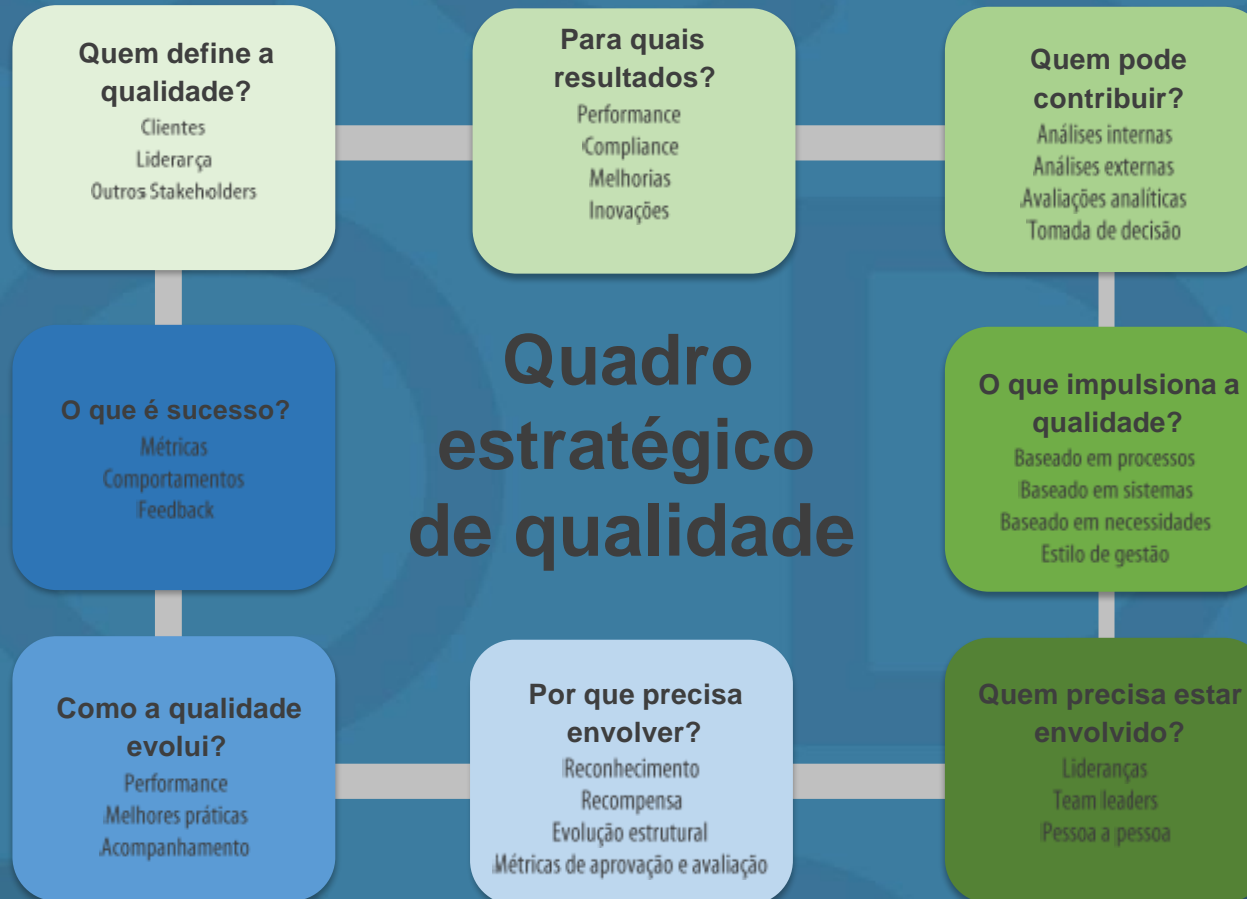 Quem define a
qualidade?
Clientes
Liderarça
Outros Stakeholders
Para quais
resultados?
Performance
Compliance
Melhorias
Inovações
Quem pode
contribuir?
Análises internas
Análises externas
Avaliações analíticas
Tomada de decisão
O que é sucesso?
Métricas
Comportamentos
Feedback
Quadro
estratégico
de qualidade
O que impulsiona a
qualidade?
Baseado em processos
Baseado em sistemas
Baseado em necessidades
Estilo de gestão
Como a qualidade
evolui?
Performance
Melhores práticas
Acompanhamento
Por que precisa
envolver?
Reconhecimento
Recompensa
Evolução estrutural
Métricas de aprovação e avaliação
Quem precisa estar
envolvido?
Lideranças
Team leaders
Pessoa a pessoa